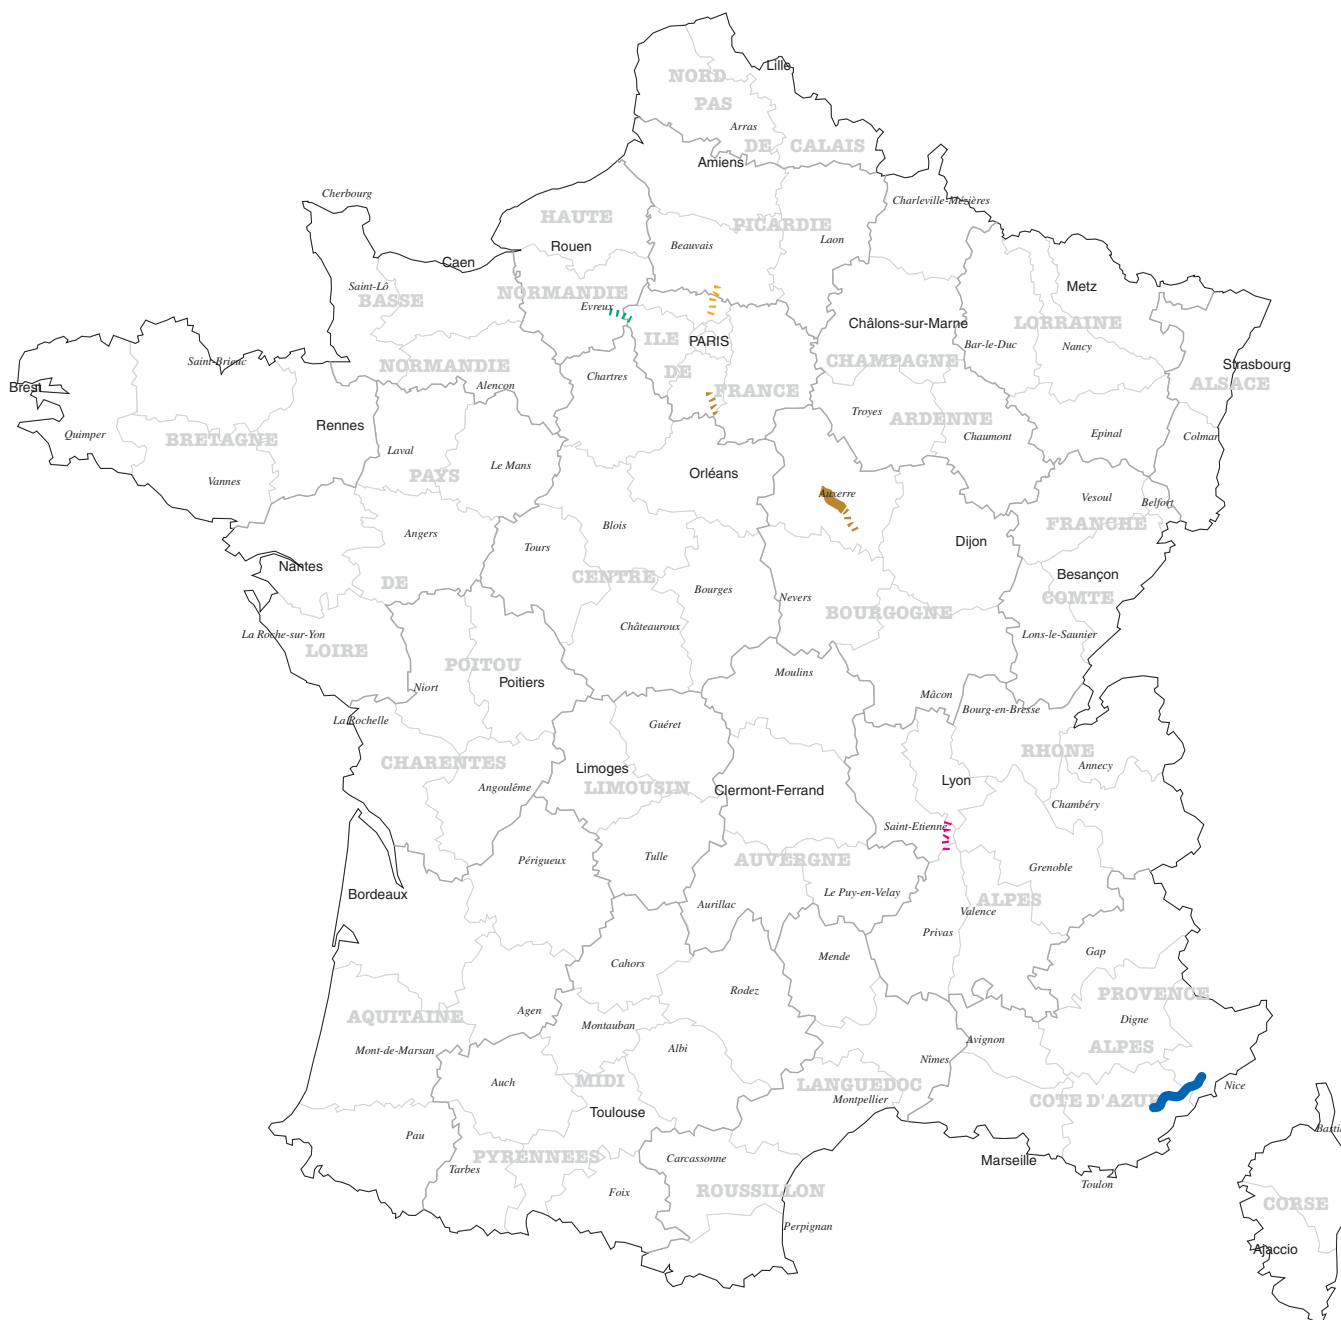 Lille
NORD
PAS
Arras
DE CALAIS
Amiens
Cherbourg
Charleville-Mézières
HAUTE
PICARDIE
Rouen
Beauvais
Laon
Caen
Saint-Lô
BASSE
NORMANDIE
Evreux
Metz
Châlons-sur-Marne
LORRAINE
ILE
PARIS
Bar-le-Duc
Nancy
Saint-Brieuc
NORMANDIE
CHAMPAGNE
Strasbourg
Brest
Alençon
Chartres
DE
FRANCE
ALSACE
Troyes
ARDENNE
Rennes
Quimper
BRETAGNE
Chaumont
Epinal
Colmar
Laval
Le Mans
PAYS
Orléans
Vannes
Auxerre
Vesoul
Belfort
FRANCHE
Angers
Blois
Tours
Dijon
Nantes
DE
CENTRE
Bourges
Nevers
Besançon
COMTE
BOURGOGNE
La Roche-sur-Yon
LOIRE
Châteauroux
Lons-le-Saunier
POITOU
Poitiers
Niort
Moulins
Mâcon
Bourg-en-Bresse
La Rochelle
Guéret
CHARENTES
RHONE
Annecy
Limoges
LIMOUSIN
Angoulême
Clermont-Ferrand
Lyon
Chambéry
Saint-Etienne
Périgueux
Tulle
AUVERGNE
Grenoble
Bordeaux
Aurillac
Le Puy-en-Velay
ALPES
Valence
Privas
Cahors
Mende
Gap
Rodez
PROVENCE
AQUITAINE
Agen
Montauban
Digne
Mont-de-Marsan
Albi
Avignon
ALPES
Nîmes
Auch
MIDI
LANGUEDOC
Nice
Montpellier
COTE D'AZUR
Toulouse
Pau
Bastia
PYRENNEES
Tarbes
Carcassonne
Marseille
Foix
ROUSSILLON
Toulon
CORSE
Perpignan
Ajaccio